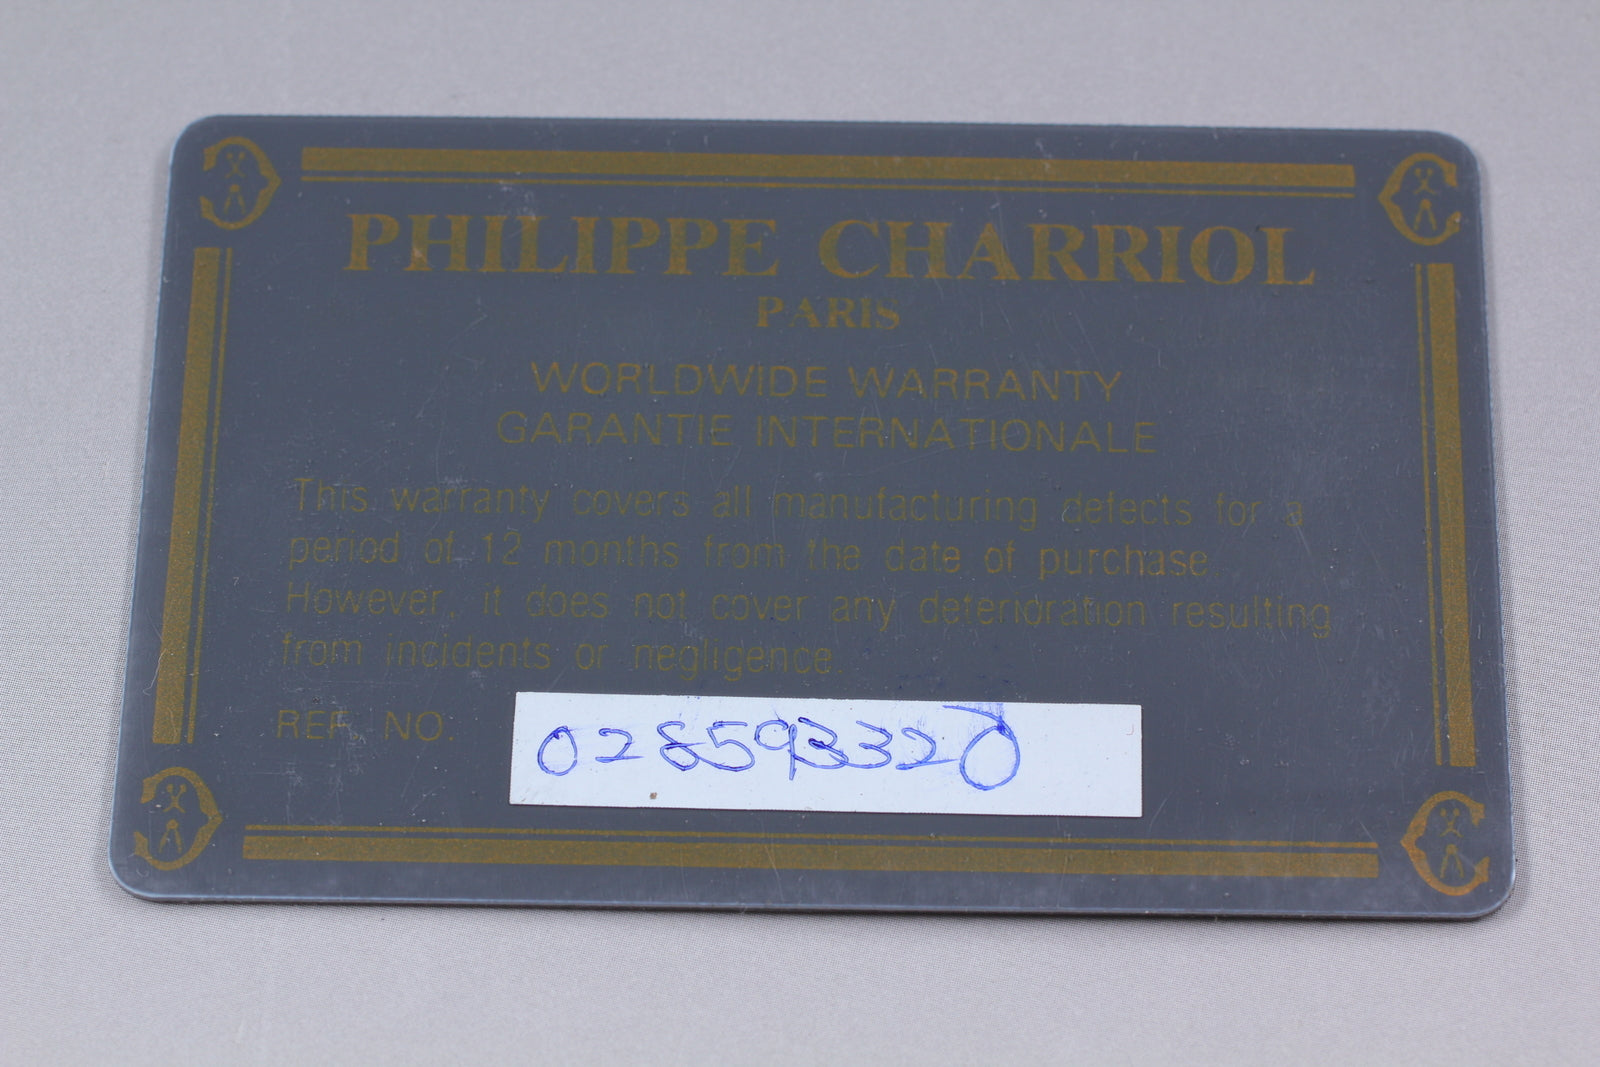 PHILIPPE CHARRIOL
PARIS
WORLDWIDE WARRANTY
GARANTIE INTERNATIONALE
This warranty covers all manufacturing defects for a
period of 12 months from the date of purchase.
However, it does not cover any deterioration resulting
from incidents or negligence.
REF. NO. 0285933320